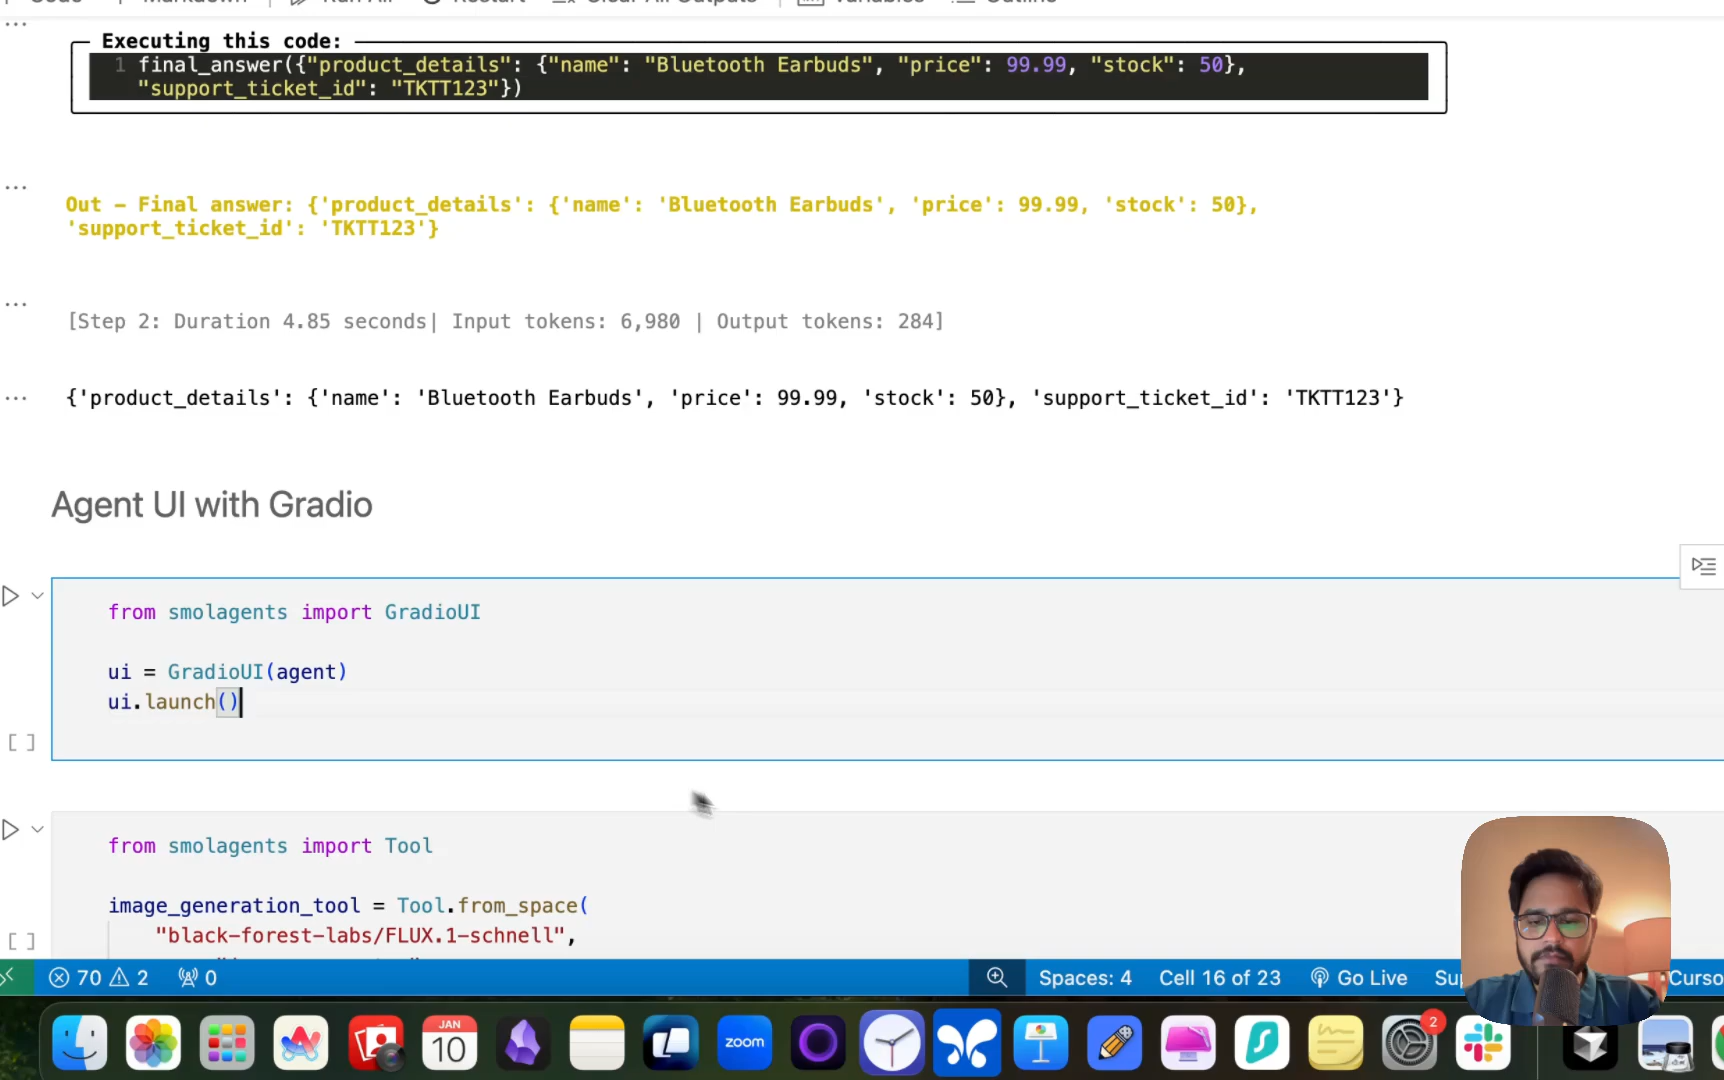 Executing this code:
1 final_answer({"product_details": {"name": "Bluetooth Earbuds", "price": 99.99, "stock": 50},
"support_ticket_id": "TKTT123"})
Out – Final answer: {'product_details': {'name': 'Bluetooth Earbuds', 'price': 99.99, 'stock': 50},
'support_ticket_id': 'TKTT123'}
[Step 2: Duration 4.85 seconds| Input tokens: 6,980 | Output tokens: 284]
{'product_details': {'name': 'Bluetooth Earbuds', 'price': 99.99, 'stock': 50}, 'support_ticket_id': 'TKTT123'}
Agent UI with Gradio
from smolagents import GradioUI
ui = GradioUI(agent)
ui.launch()
[ ]
from smolagents import Tool
image_generation_tool = Tool.from_space(
"black-forest-labs/FLUX.1-schnell",
[ ]
70 2 0 Spaces: 4 Cell 16 of 23 Go Live
JAN
10
zoom
2